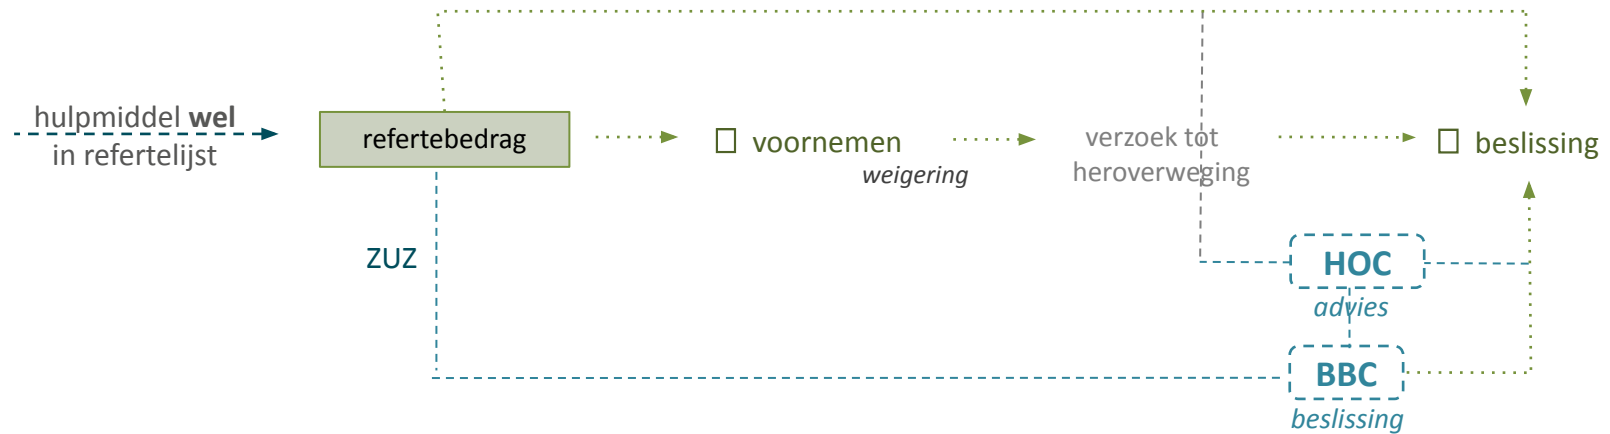 hulpmiddel wel
in refertelijst
refertebedrag
voornemen
weigering
verzoek tot
heroverweging
beslissing
ZUZ
HOC
advies
BBC
beslissing